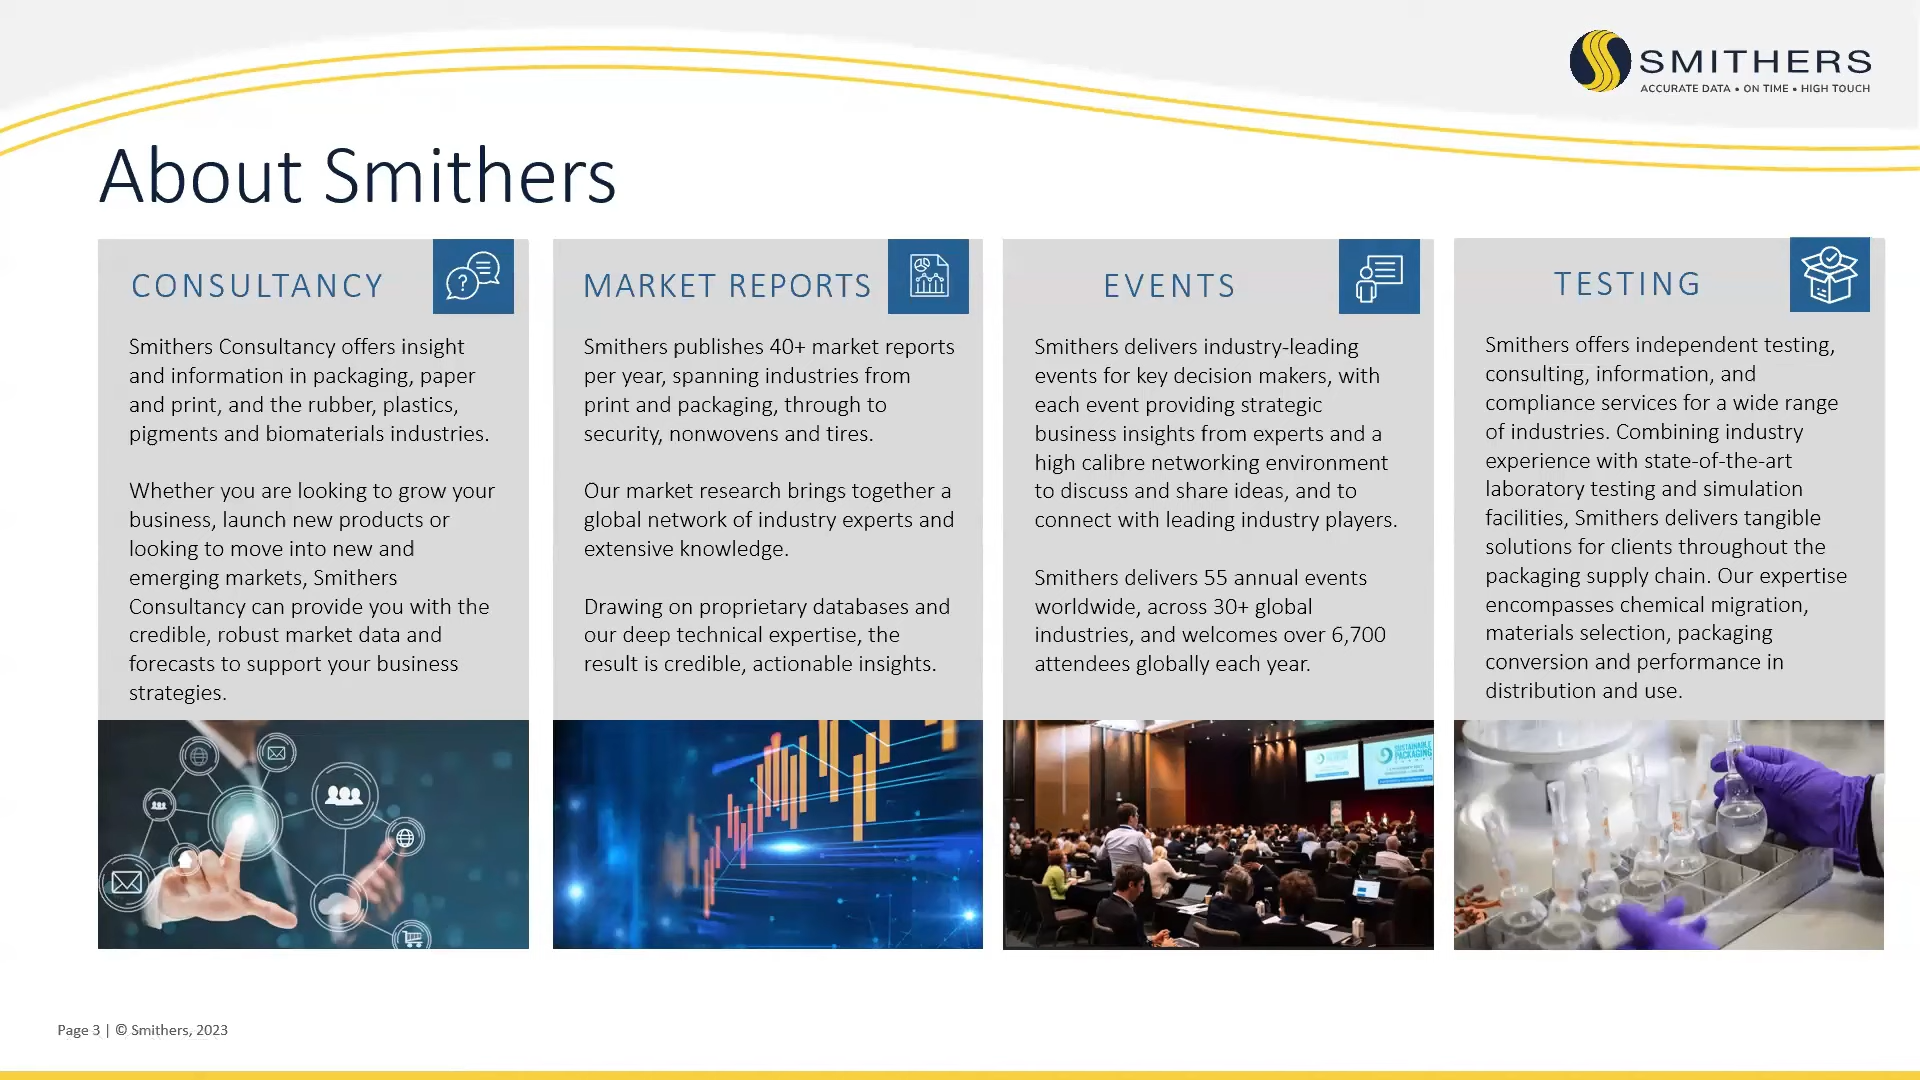 SMITHERS
ACCURATE DATA • ON TIME • HIGH TOUCH
About Smithers
CONSULTANCY
Smithers Consultancy offers insight
and information in packaging, paper
and print, and the rubber, plastics,
pigments and biomaterials industries.
Whether you are looking to grow your
business, launch new products or
looking to move into new and
emerging markets, Smithers
Consultancy can provide you with the
credible, robust market data and
forecasts to support your business
strategies.
MARKET REPORTS
Smithers publishes 40+ market reports
per year, spanning industries from
print and packaging, through to
security, nonwovens and tires.
Our market research brings together a
global network of industry experts and
extensive knowledge.
Drawing on proprietary databases and
our deep technical expertise, the
result is credible, actionable insights.
EVENTS
Smithers delivers industry-leading
events for key decision makers, with
each event providing strategic
business insights from experts and a
high calibre networking environment
to discuss and share ideas, and to
connect with leading industry players.
Smithers delivers 55 annual events
worldwide, across 30+ global
industries, and welcomes over 6,700
attendees globally each year.
SUSTAINABLE
PACKAGING
TESTING
Smithers offers independent testing,
consulting, information, and
compliance services for a wide range
of industries. Combining industry
experience with state-of-the-art
laboratory testing and simulation
facilities, Smithers delivers tangible
solutions for clients throughout the
packaging supply chain. Our expertise
encompasses chemical migration,
materials selection, packaging
conversion and performance in
distribution and use.
Page 3 | © Smithers, 2023